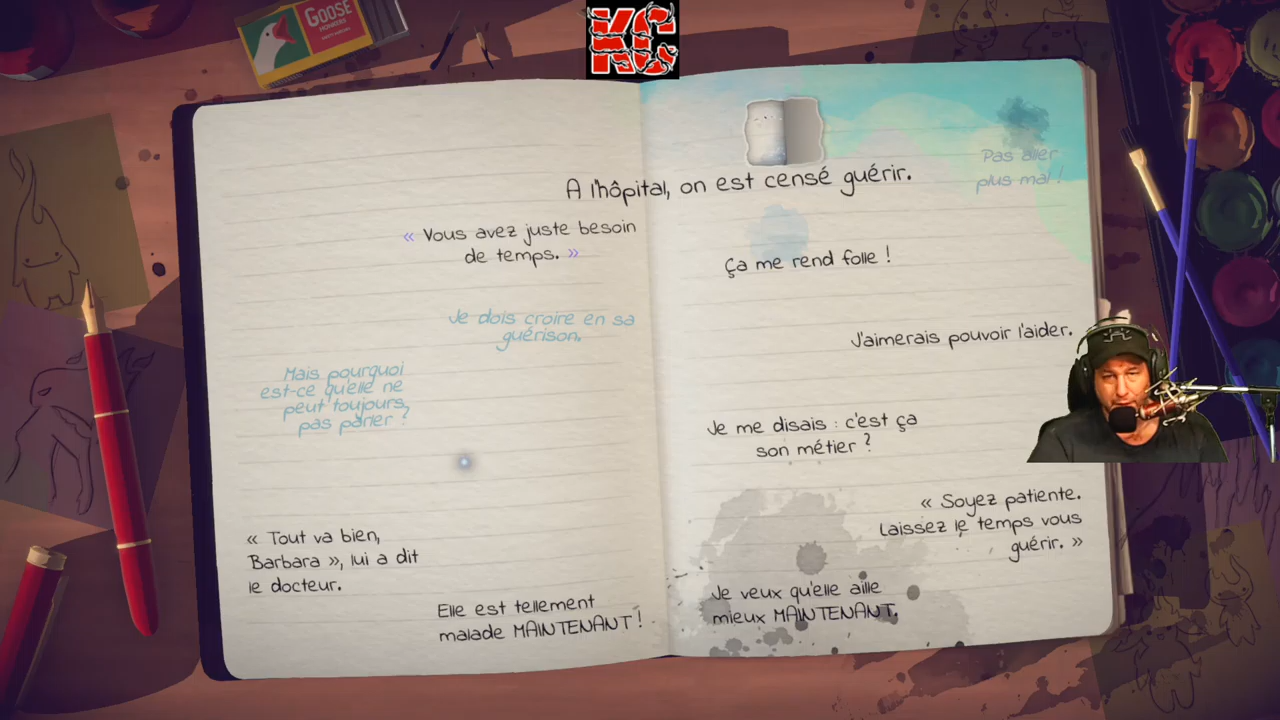 GOOSE
KC
A l'hôpital, on est censé guérir.
Pas aller
plus mal !
« Vous avez juste besoin
de temps. »
Je dois croire en sa
guérison.
Mais pourquoi
est-ce qu'elle ne
peut toujours
pas parler ?
« Tout va bien,
Barbara », lui a dit
le docteur.
Elle est tellement
malade MAINTENANT !
Ça me rend folle !
J'aimerais pouvoir l'aider.
Je me disais : c'est ça
son métier ?
« Soyez patiente.
Laissez le temps vous
guérir. »
Je veux qu'elle aille
mieux MAINTENANT.